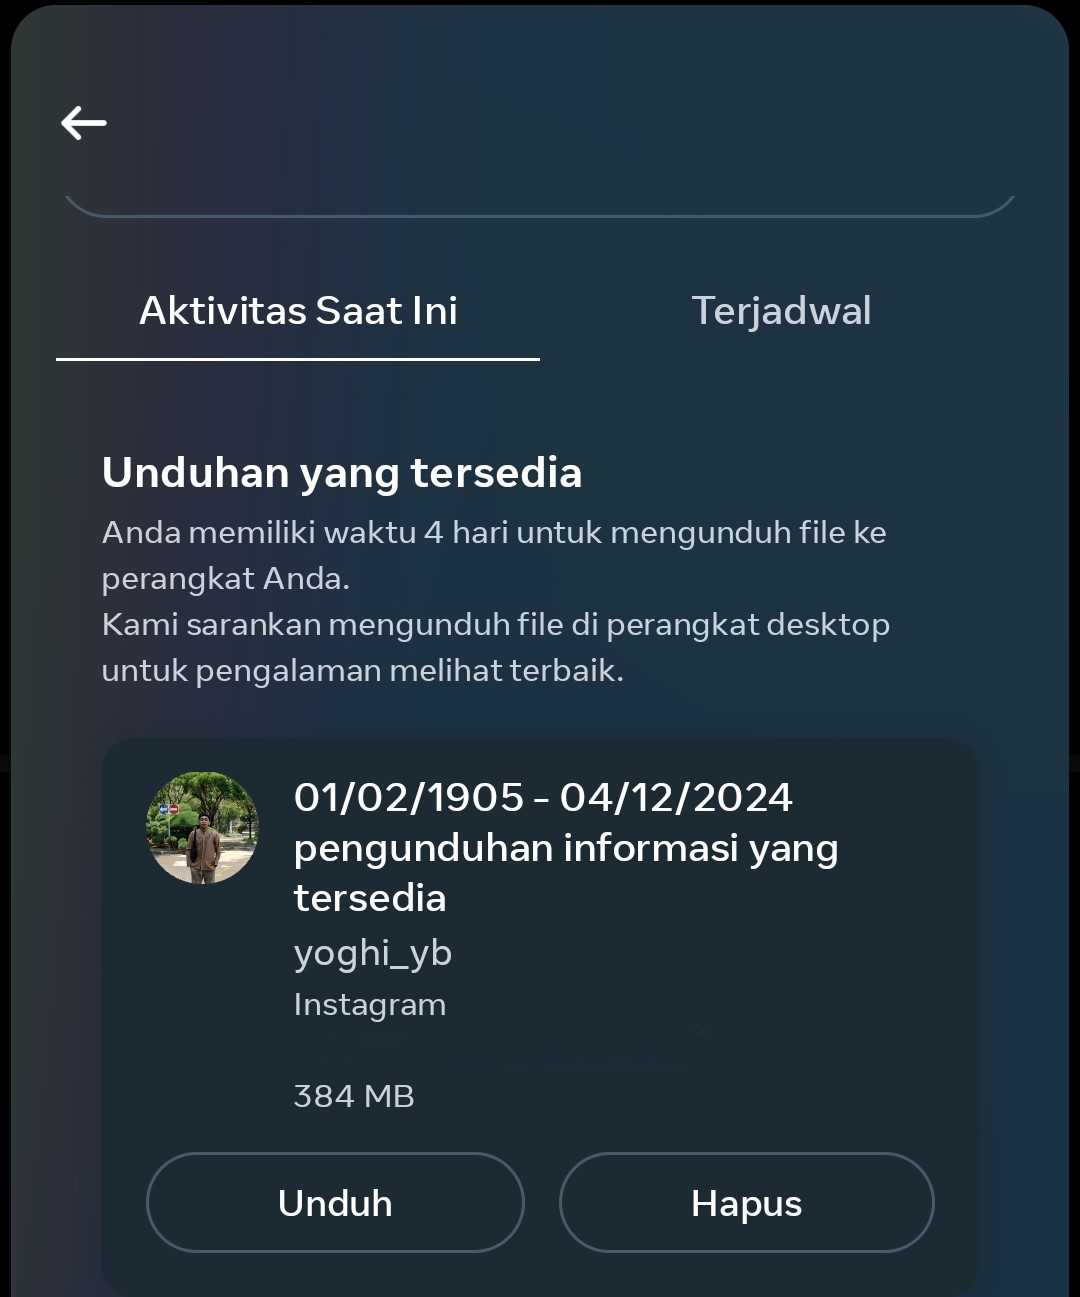 Aktivitas Saat Ini
Terjadwal
Unduhan yang tersedia
Anda memiliki waktu 4 hari untuk mengunduh file ke
perangkat Anda.
Kami sarankan mengunduh file di perangkat desktop
untuk pengalaman melihat terbaik.
01/02/1905 - 04/12/2024
pengunduhan informasi yang
tersedia
yoghi_yb
Instagram
384 MB
Unduh
Hapus